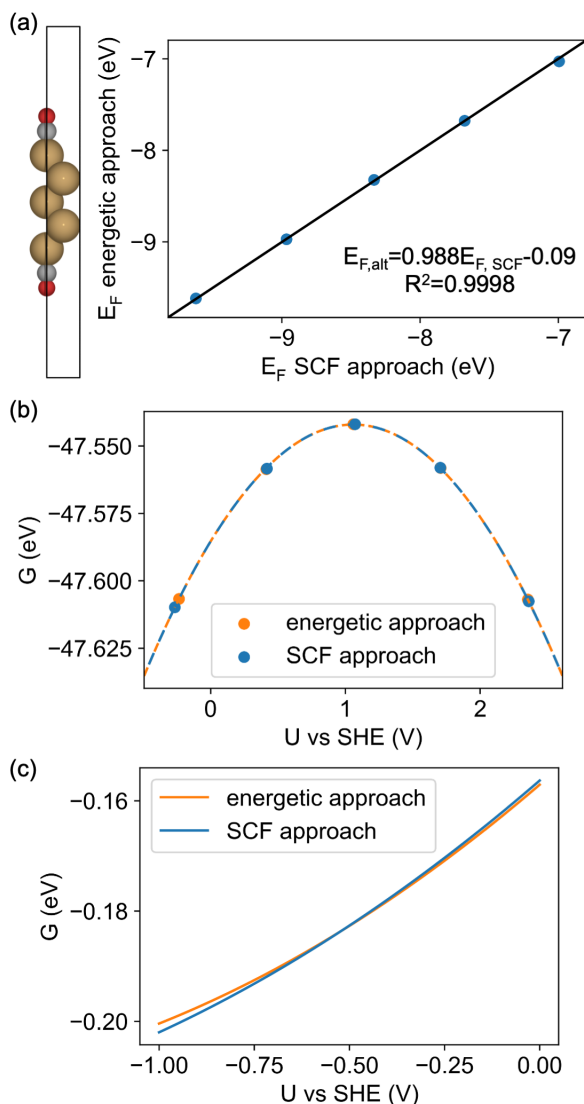 (a)
E_F energetic approach (eV)
−7
−8
−9
E_F,alt=0.988E_F, SCF-0.09
R²=0.9998
−9
−8
−7
E_F SCF approach (eV)
(b)
G (eV)
−47.550
−47.575
−47.600
−47.625
energetic approach
SCF approach
0
1
2
U vs SHE (V)
(c)
G (eV)
−0.16
−0.18
−0.20
energetic approach
SCF approach
−1.00
−0.75
−0.50
−0.25
0.00
U vs SHE (V)